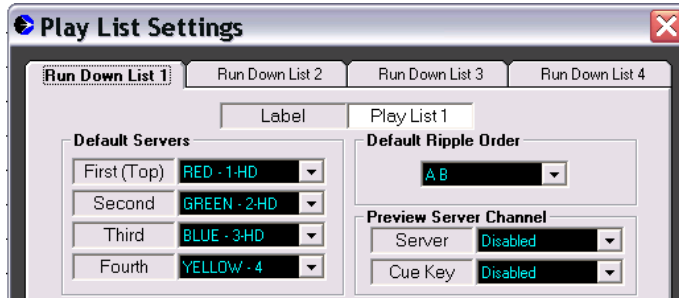 Play List Settings
Run Down List 1 Run Down List 2 Run Down List 3 Run Down List 4
Label Play List 1
Default Servers Default Ripple Order
First (Top) RED - 1-HD A B
Second GREEN - 2-HD
Preview Server Channel
Third BLUE - 3-HD Server Disabled
Fourth YELLOW - 4 Cue Key Disabled